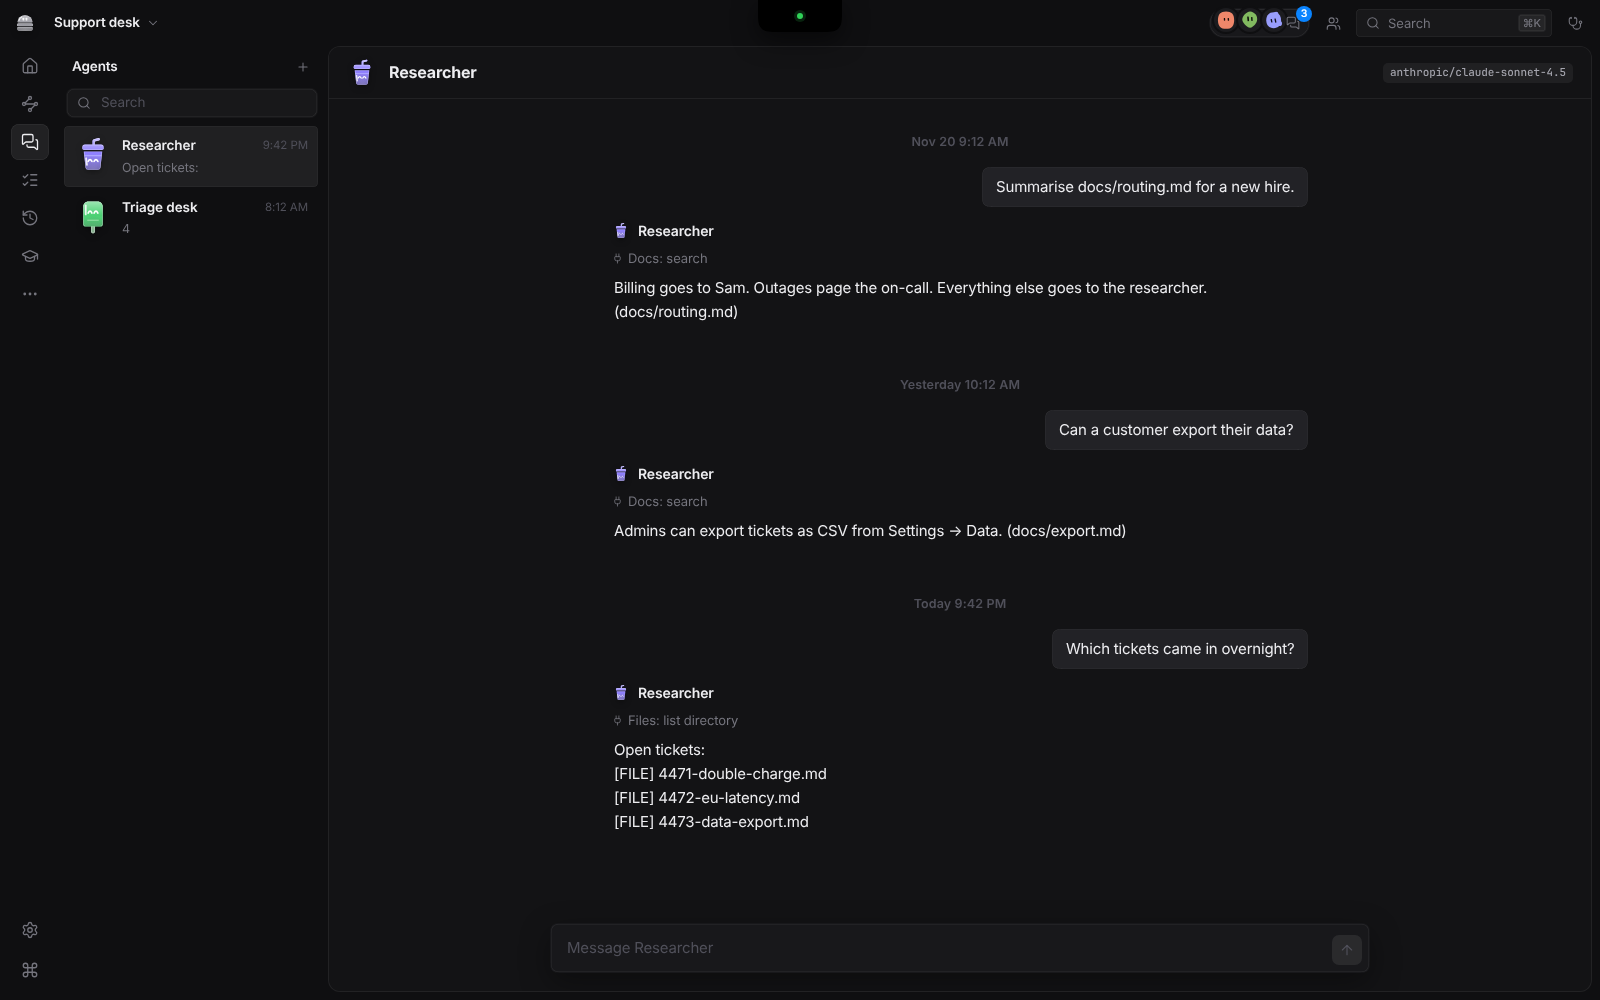 Support desk
3
Search
⌘K
Agents
Search
Researcher
9:42 PM
Open tickets:
Triage desk
8:12 AM
4
Researcher
anthropic/claude-sonnet-4.5
Nov 20 9:12 AM
Summarise docs/routing.md for a new hire.
Researcher
Docs: search
Billing goes to Sam. Outages page the on-call. Everything else goes to the researcher.
(docs/routing.md)
Yesterday 10:12 AM
Can a customer export their data?
Researcher
Docs: search
Admins can export tickets as CSV from Settings → Data. (docs/export.md)
Today 9:42 PM
Which tickets came in overnight?
Researcher
Files: list directory
Open tickets:
[FILE] 4471-double-charge.md
[FILE] 4472-eu-latency.md
[FILE] 4473-data-export.md
Message Researcher